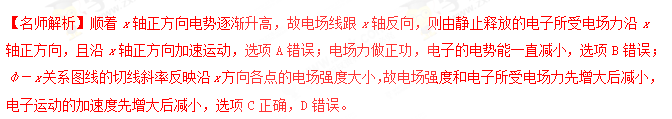 【名师解析】顺着 x 轴正方向电势逐渐升高，故电场线跟 x 轴反向，则由静止释放的电子所受电场力沿 x
轴正方向，且沿 x 轴正方向加速运动，选项 A 错误；电场力做正功，电子的电势能一直减小，选项 B 错误；
φ－x 关系图线的切线斜率反映沿 x 方向各点的电场强度大小，故电场强度和电子所受电场力先增大后减小，
电子运动的加速度先增大后减小，选项 C 正确，D 错误。